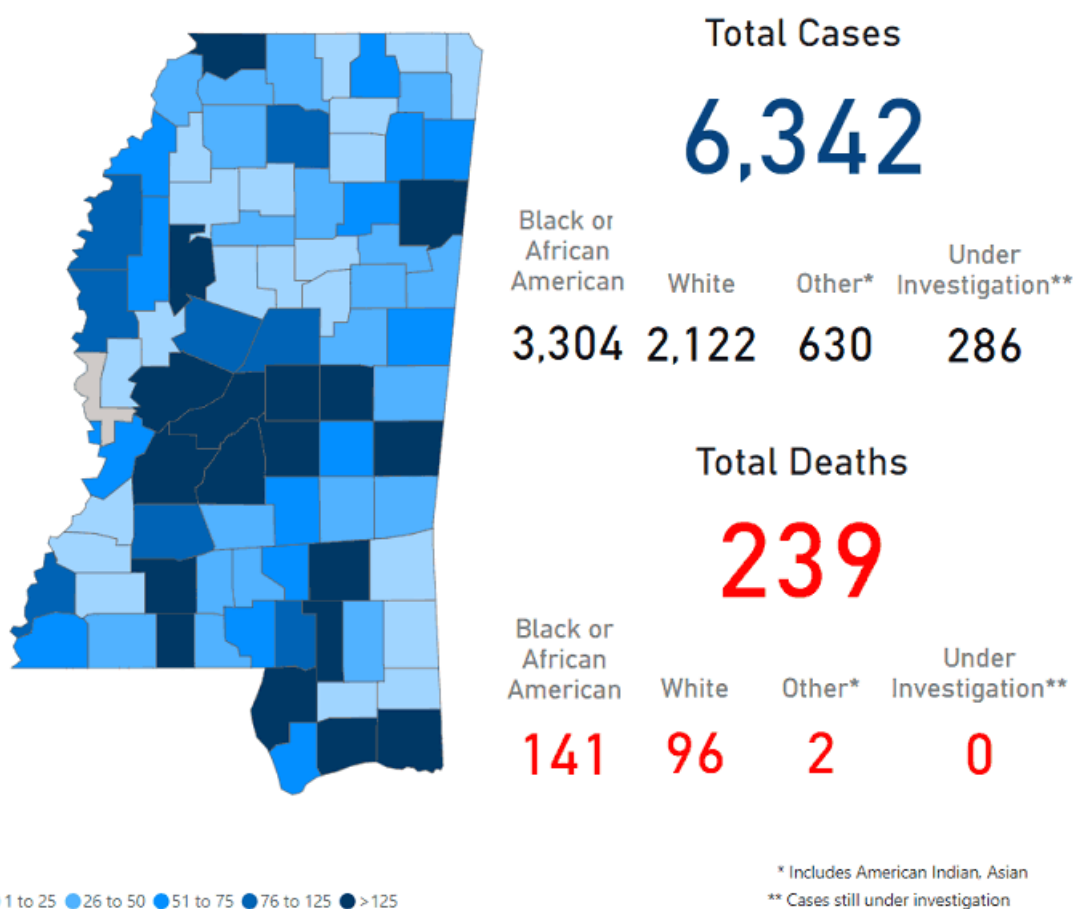 Total Cases
6,342
Black or
African
American
White
Other*
Under
Investigation**
3,304
2,122
630
286
Total Deaths
239
Black or
African
American
White
Other*
Under
Investigation**
141
96
2
0
* Includes American Indian, Asian
** Cases still under investigation
1 to 25
26 to 50
51 to 75
76 to 125
>125